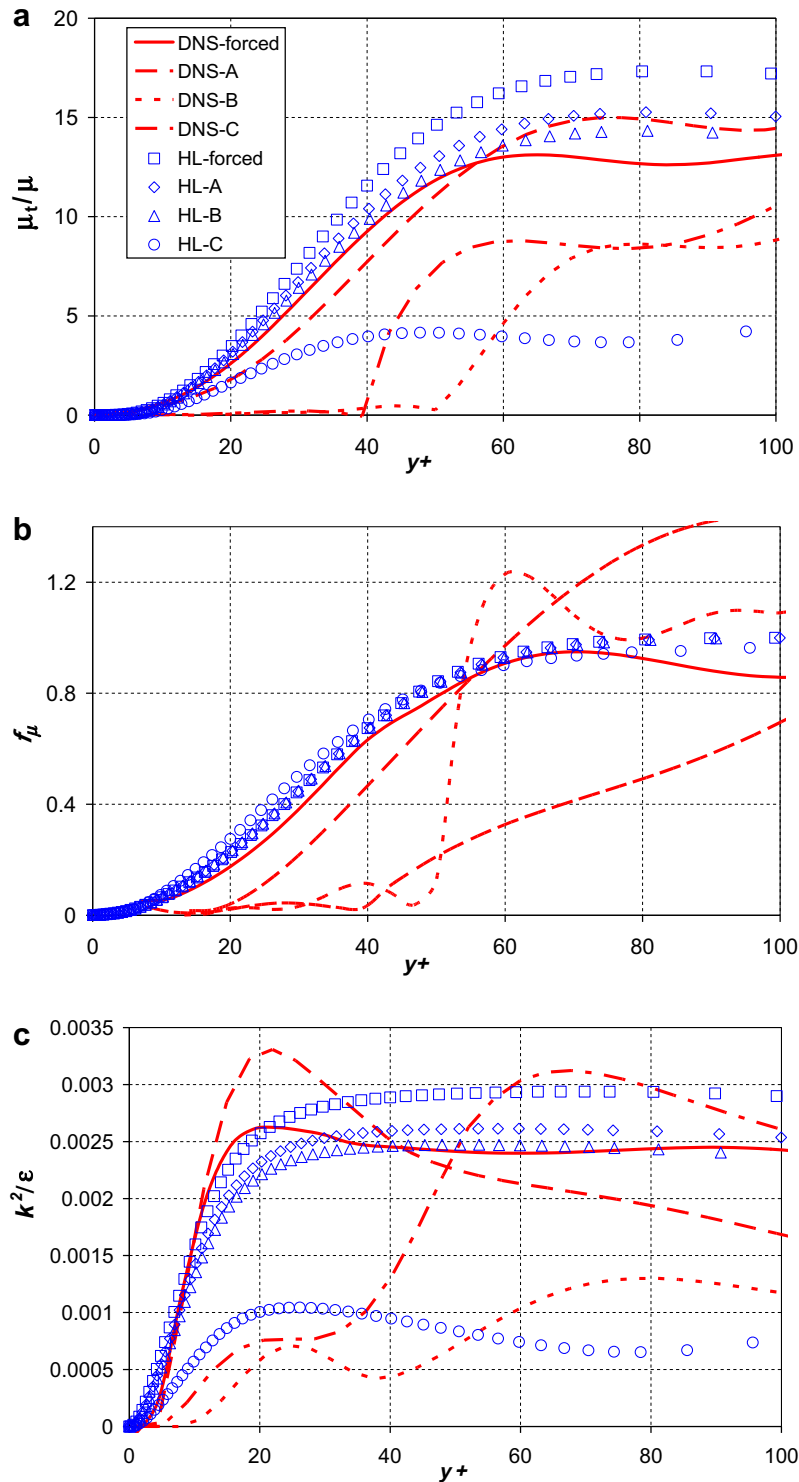 a
20
15
10
5
0
μt/μ
DNS-forced
DNS-A
DNS-B
DNS-C
HL-forced
HL-A
HL-B
HL-C
0 20 40 60 80 100
y+
b
1.2
0.8
0.4
0
fμ
0 20 40 60 80 100
y+
c
0.0035
0.003
0.0025
0.002
0.0015
0.001
0.0005
0
k²/ε
0 20 40 60 80 100
y+